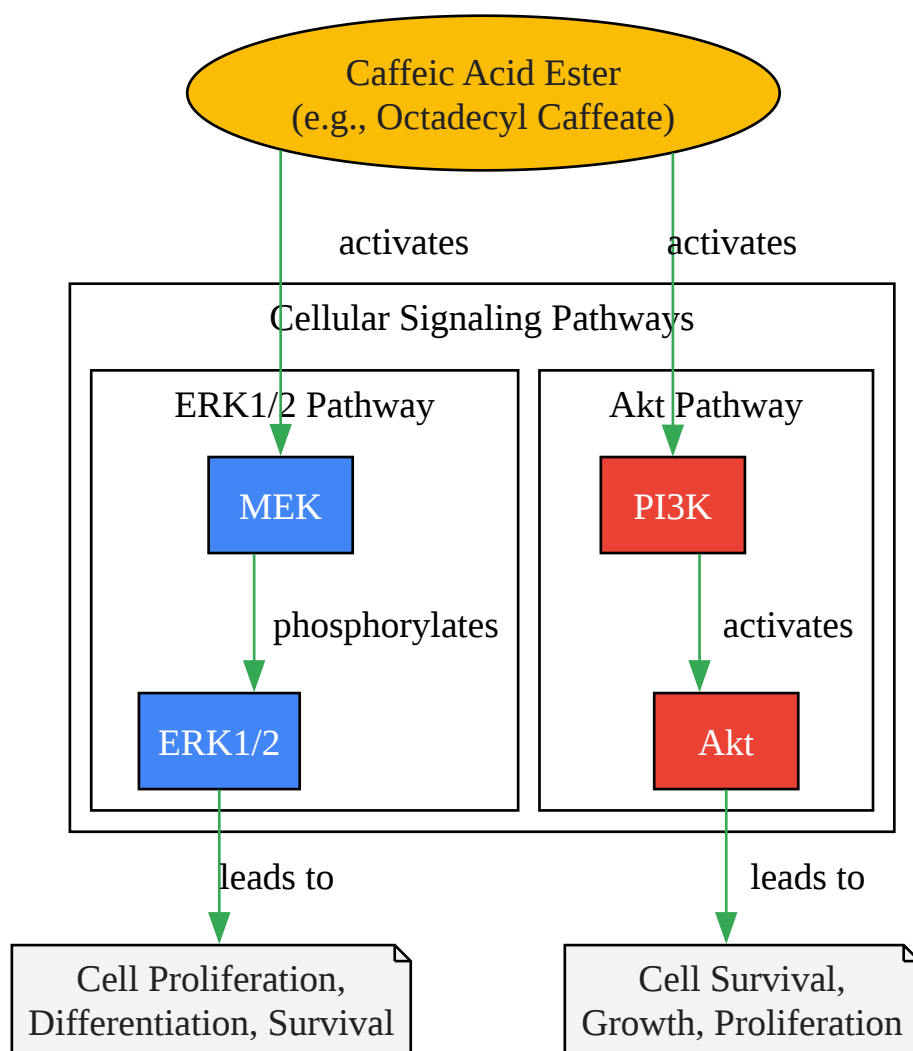 Caffeic Acid Ester
(e.g., Octadecyl Caffeate)
activates
activates
Cellular Signaling Pathways
ERK1/2 Pathway
Akt Pathway
MEK
PI3K
phosphorylates
activates
ERK1/2
Akt
leads to
leads to
Cell Proliferation,
Differentiation, Survival
Cell Survival,
Growth, Proliferation